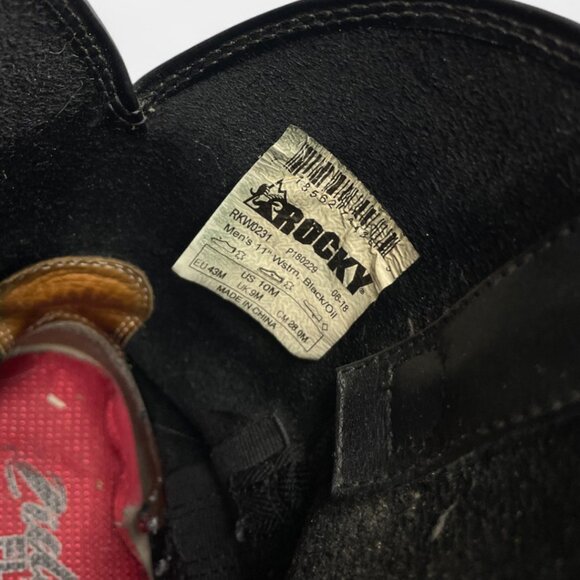 ROCKY®
RKW0231 P180229 08-18
Men's 11" Wstrn, Black/Oil
EU 43M US 10M
UK 9M CM 28.0M
MADE IN CHINA